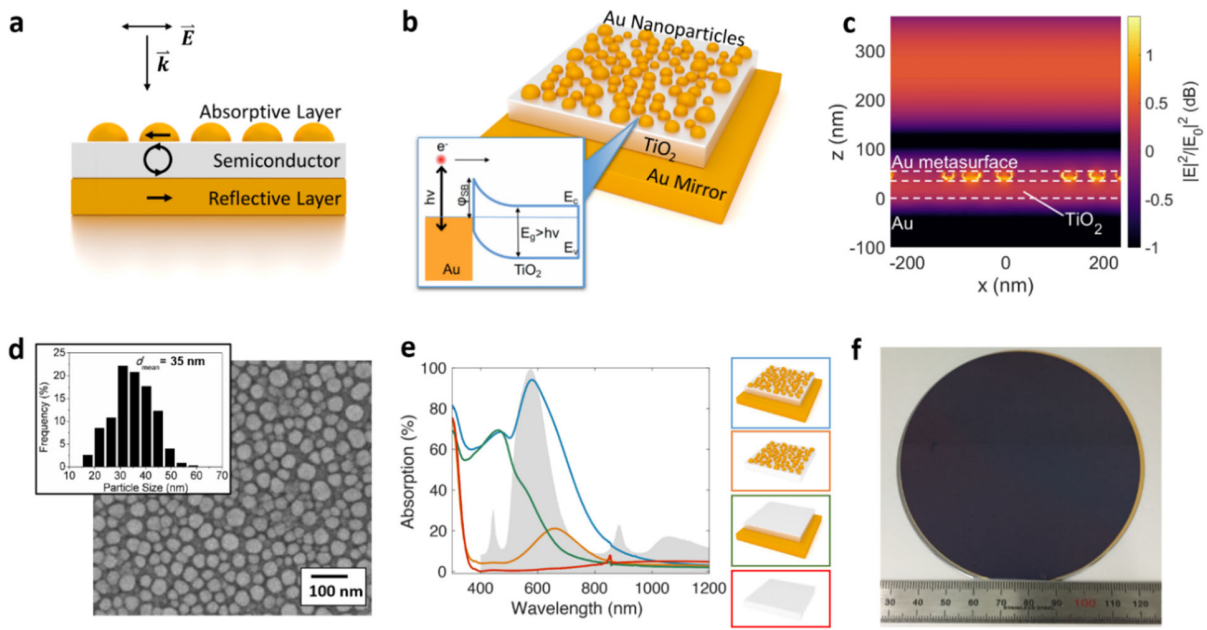 a
E
k
Absorptive Layer
Semiconductor
Reflective Layer
b
Au Nanoparticles
TiO2
Au Mirror
e-
hν
φSB
Ec
Eg>hν
Ev
Au
TiO2
c
z (nm)
300
200
100
0
-100
Au metasurface
TiO2
Au
-200
0
200
x (nm)
1
0.5
0
-0.5
-1
|E|²/|E0|² (dB)
d
Frequency (%)
25
20
15
10
5
0
dmean = 35 nm
10 20 30 40 50 60 70
Particle Size (nm)
100 nm
e
Absorption (%)
100
80
60
40
20
0
400 600 800 1000 1200
Wavelength (nm)
f
30 40 50 60 70 80 90 100 110 120
STAINLESS STEEL